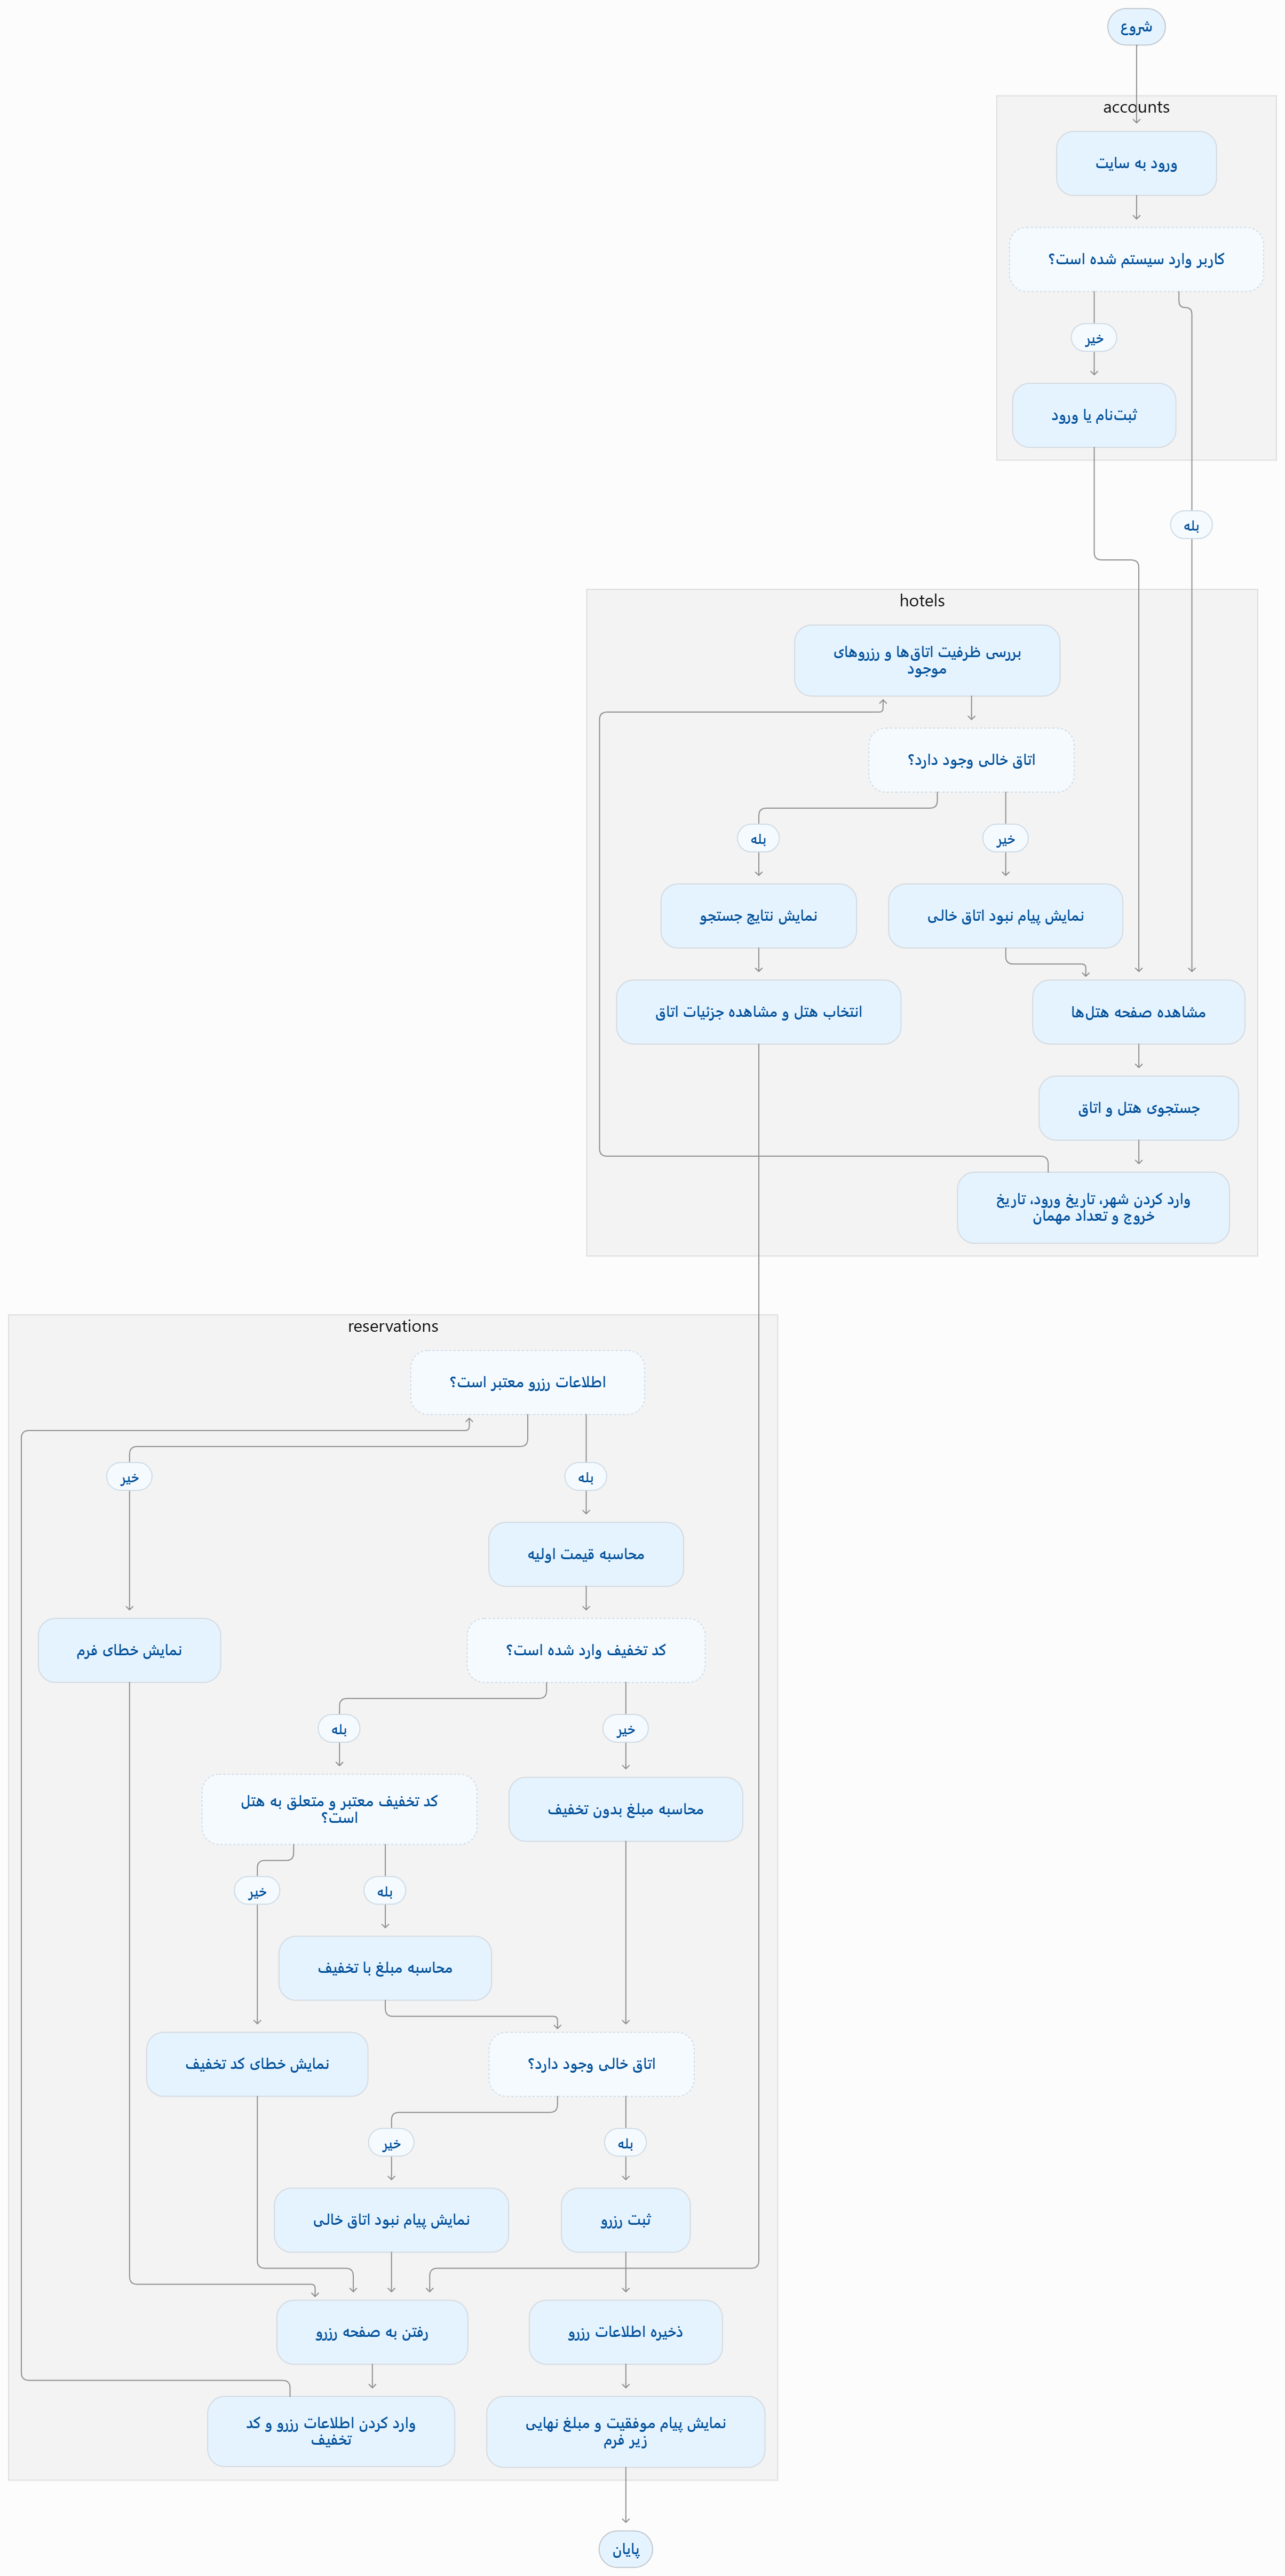 شروع
accounts
ورود به سایت
کاربر وارد سیستم شده است؟
خیر
ثبت‌نام یا ورود
بله
hotels
بررسی ظرفیت اتاق‌ها و رزروهای
موجود
اتاق خالی وجود دارد؟
بله
خیر
نمایش نتایج جستجو
نمایش پیام نبود اتاق خالی
انتخاب هتل و مشاهده جزئیات اتاق
مشاهده صفحه هتل‌ها
جستجوی هتل و اتاق
وارد کردن شهر، تاریخ ورود، تاریخ
خروج و تعداد مهمان
reservations
اطلاعات رزرو معتبر است؟
خیر
بله
محاسبه قیمت اولیه
نمایش خطای فرم
کد تخفیف وارد شده است؟
بله
خیر
کد تخفیف معتبر و متعلق به هتل
است؟
محاسبه مبلغ بدون تخفیف
خیر
بله
محاسبه مبلغ با تخفیف
نمایش خطای کد تخفیف
اتاق خالی وجود دارد؟
خیر
بله
نمایش پیام نبود اتاق خالی
ثبت رزرو
رفتن به صفحه رزرو
ذخیره اطلاعات رزرو
وارد کردن اطلاعات رزرو و کد
تخفیف
نمایش پیام موفقیت و مبلغ نهایی
زیر فرم
پایان